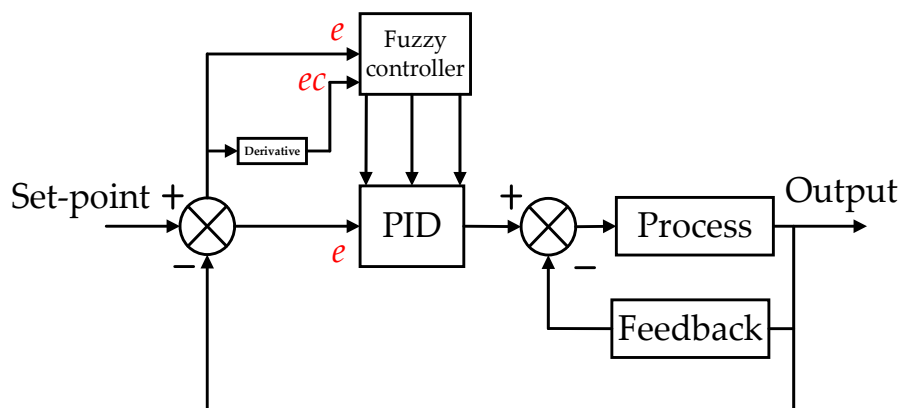 e
Fuzzy
controller
ec
Derivative
Set-point
+
−
e
PID
+
−
Process
Output
Feedback